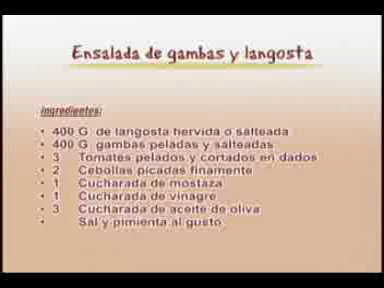 Ensalada de gambas y langosta
Ingredientes:
• 400 G de langosta hervida o salteada
• 400 G gambas peladas y salteadas
• 3 Tomates pelados y cortados en dados
• 2 Cebollas picadas finamente
• 1 Cucharada de mostaza
• 1 Cucharada de vinagre
• 3 Cucharada de aceite de oliva
• Sal y pimienta al gusto